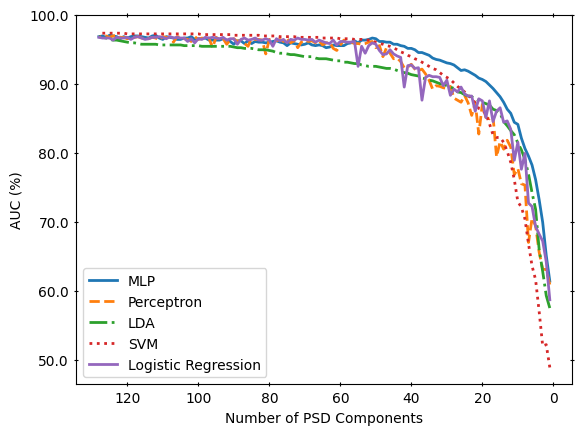 100.0
90.0
80.0
70.0
60.0
50.0
AUC (%)
MLP
Perceptron
LDA
SVM
Logistic Regression
120 100 80 60 40 20 0
Number of PSD Components